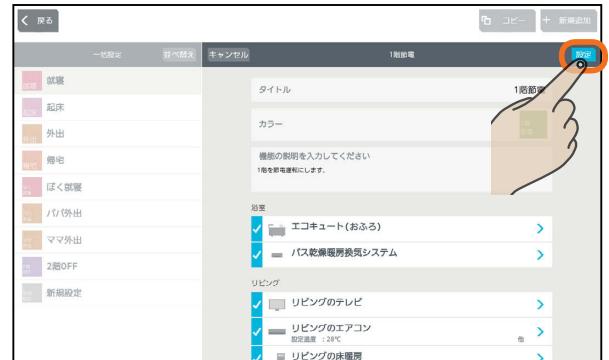 戻る
コピー
新規追加
一括設定
並べ替え
キャンセル
1階節電
設定
就寝
起床
外出
帰宅
ぼく就寝
パパ外出
ママ外出
2階OFF
新規設定
タイトル
1階節電
カラー
機能の説明を入力してください
1階を節電運転にします。
浴室
エコキュート(おふろ)
バス乾燥暖房換気システム
リビング
リビングのテレビ
リビングのエアコン
設定温度 :28℃
他
リビングの床暖房